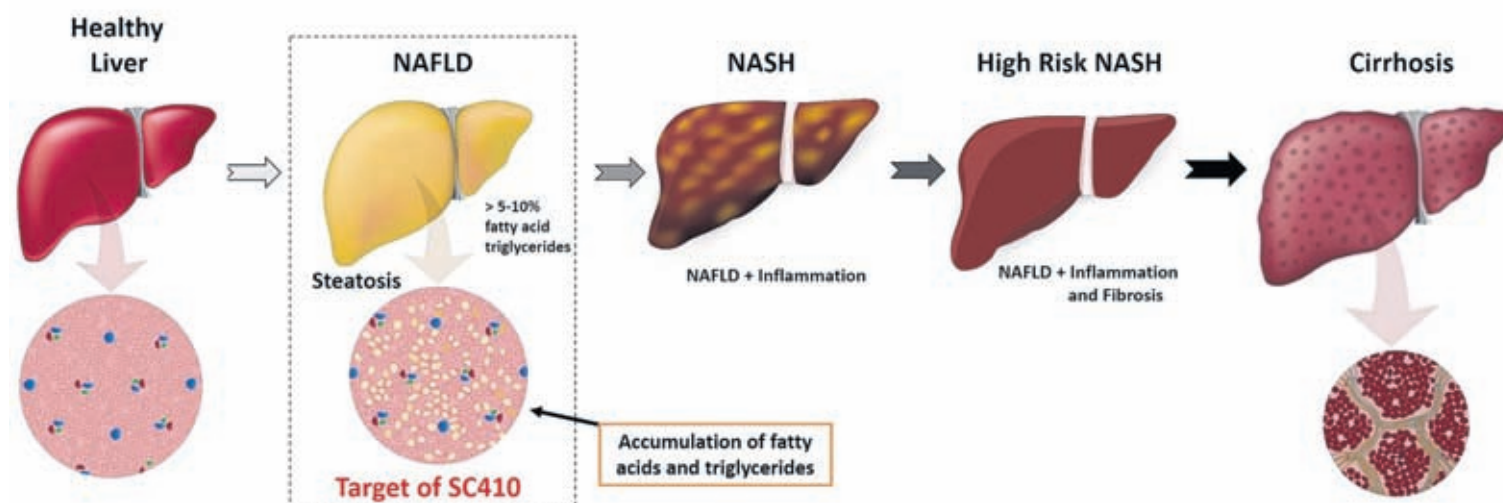 Healthy
Liver
NAFLD
NASH
High Risk NASH
Cirrhosis
> 5-10%
fatty acid
triglycerides
Steatosis
NAFLD + Inflammation
NAFLD + Inflammation
and Fibrosis
Accumulation of fatty
acids and triglycerides
Target of SC410